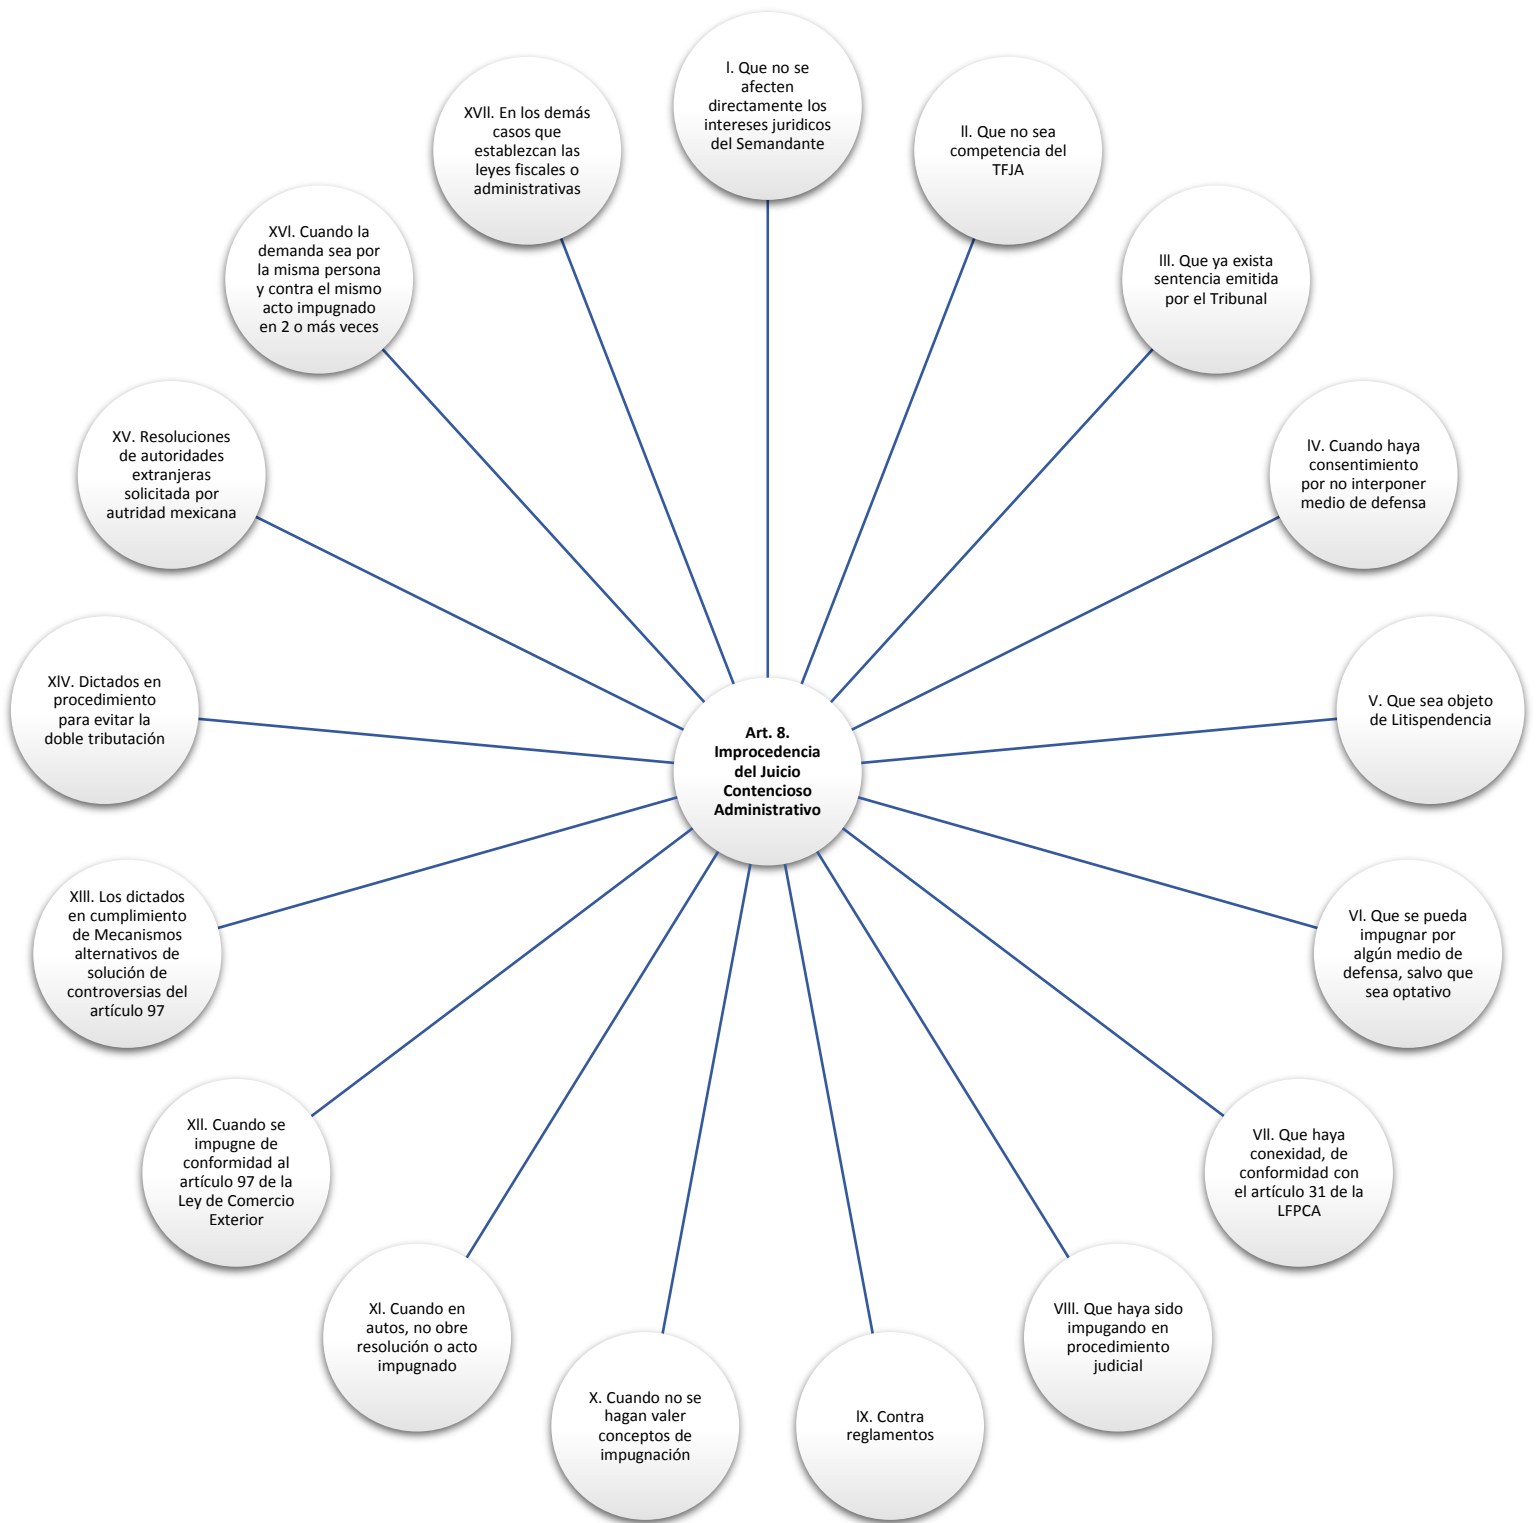 Art. 8.
Improcedencia
del Juicio
Contencioso
Administrativo
I. Que no se
afecten
directamente los
intereses juridicos
del Semandante
II. Que no sea
competencia del
TFJA
III. Que ya exista
sentencia emitida
por el Tribunal
IV. Cuando haya
consentimiento
por no interponer
medio de defensa
V. Que sea objeto
de Litispendencia
VI. Que se pueda
impugnar por
algún medio de
defensa, salvo que
sea optativo
VII. Que haya
conexidad, de
conformidad con
el artículo 31 de la
LFPCA
VIII. Que haya sido
impugando en
procedimiento
judicial
IX. Contra
reglamentos
X. Cuando no se
hagan valer
conceptos de
impugnación
XI. Cuando en
autos, no obre
resolución o acto
impugnado
XII. Cuando se
impugne de
conformidad al
artículo 97 de la
Ley de Comercio
Exterior
XIII. Los dictados
en cumplimiento
de Mecanismos
alternativos de
solución de
controversias del
artículo 97
XIV. Dictados en
procedimiento
para evitar la
doble tributación
XV. Resoluciones
de autoridades
extranjeras
solicitada por
autridad mexicana
XVI. Cuando la
demanda sea por
la misma persona
y contra el mismo
acto impugnado
en 2 o más veces
XVII. En los demás
casos que
establezcan las
leyes fiscales o
administrativas